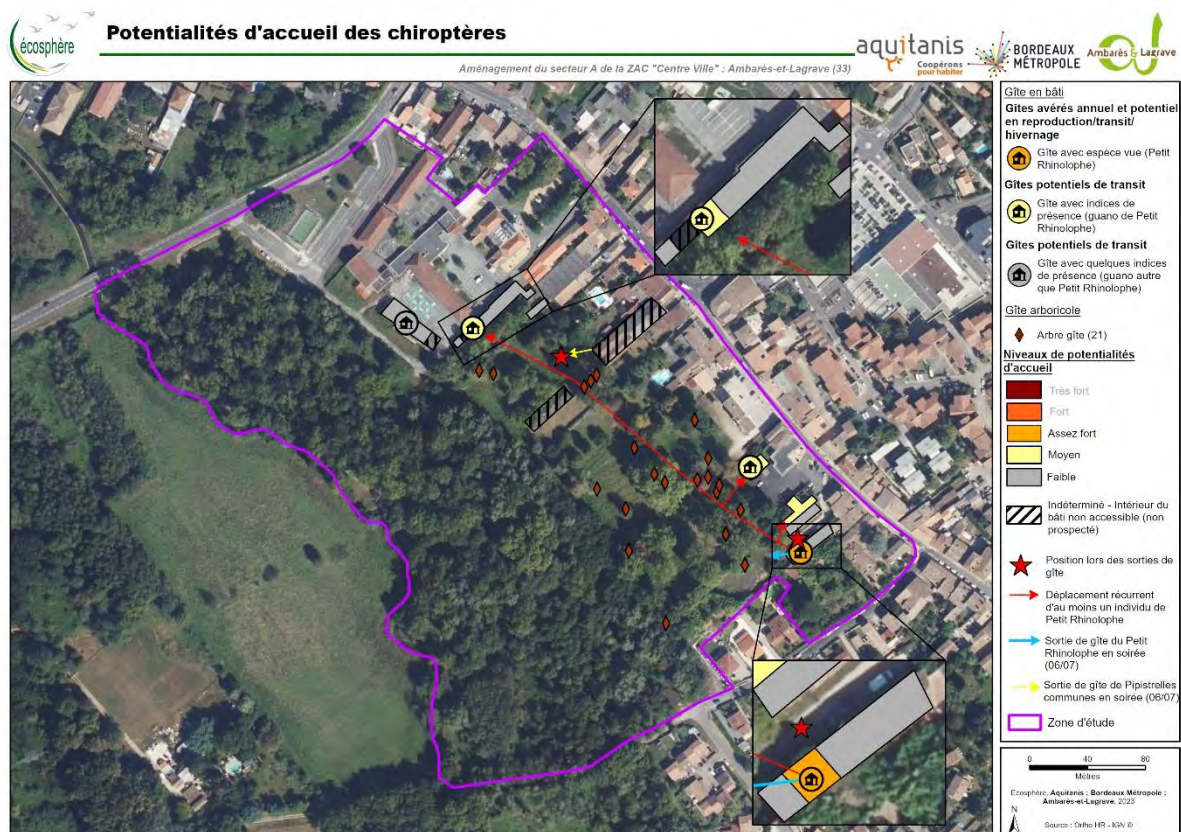 écosphère
Potentialités d'accueil des chiroptères
Aménagement du secteur A de la ZAC "Centre Ville" : Ambarès-et-Lagrave (33)
aquitanis
Coopérons
pour habiter
BORDEAUX
MÉTROPOLE
Ambarès & Lagrave
Gîte en bâti
Gîtes avérés annuel et potentiel
en reproduction/transit/
hivernage
Gîte avec espèce vue (Petit
Rhinolophe)
Gîtes potentiels de transit
Gîte avec indices de
présence (guano de Petit
Rhinolophe)
Gîtes potentiels de transit
Gîte avec quelques indices
de présence (guano autre
que Petit Rhinolophe)
Gîte arboricole
Arbre gîte (21)
Niveaux de potentialités
d'accueil
Très fort
Fort
Assez fort
Moyen
Faible
Indéterminé - Intérieur du
bâti non accessible (non
prospecté)
Position lors des sorties de
gîte
Déplacement récurrent
d'au moins un individu de
Petit Rhinolophe
Sortie de gîte du Petit
Rhinolophe en soirée
(06/07)
Sortie de gîte de Pipistrelles
communes en soirée (06/07)
Zone d'étude
0 40 80
Mètres
Ecosphère, Aquitanis ; Bordeaux Métropole ;
Ambarès-et-Lagrave, 2023
N
Source : Ortho HR - IGN ©